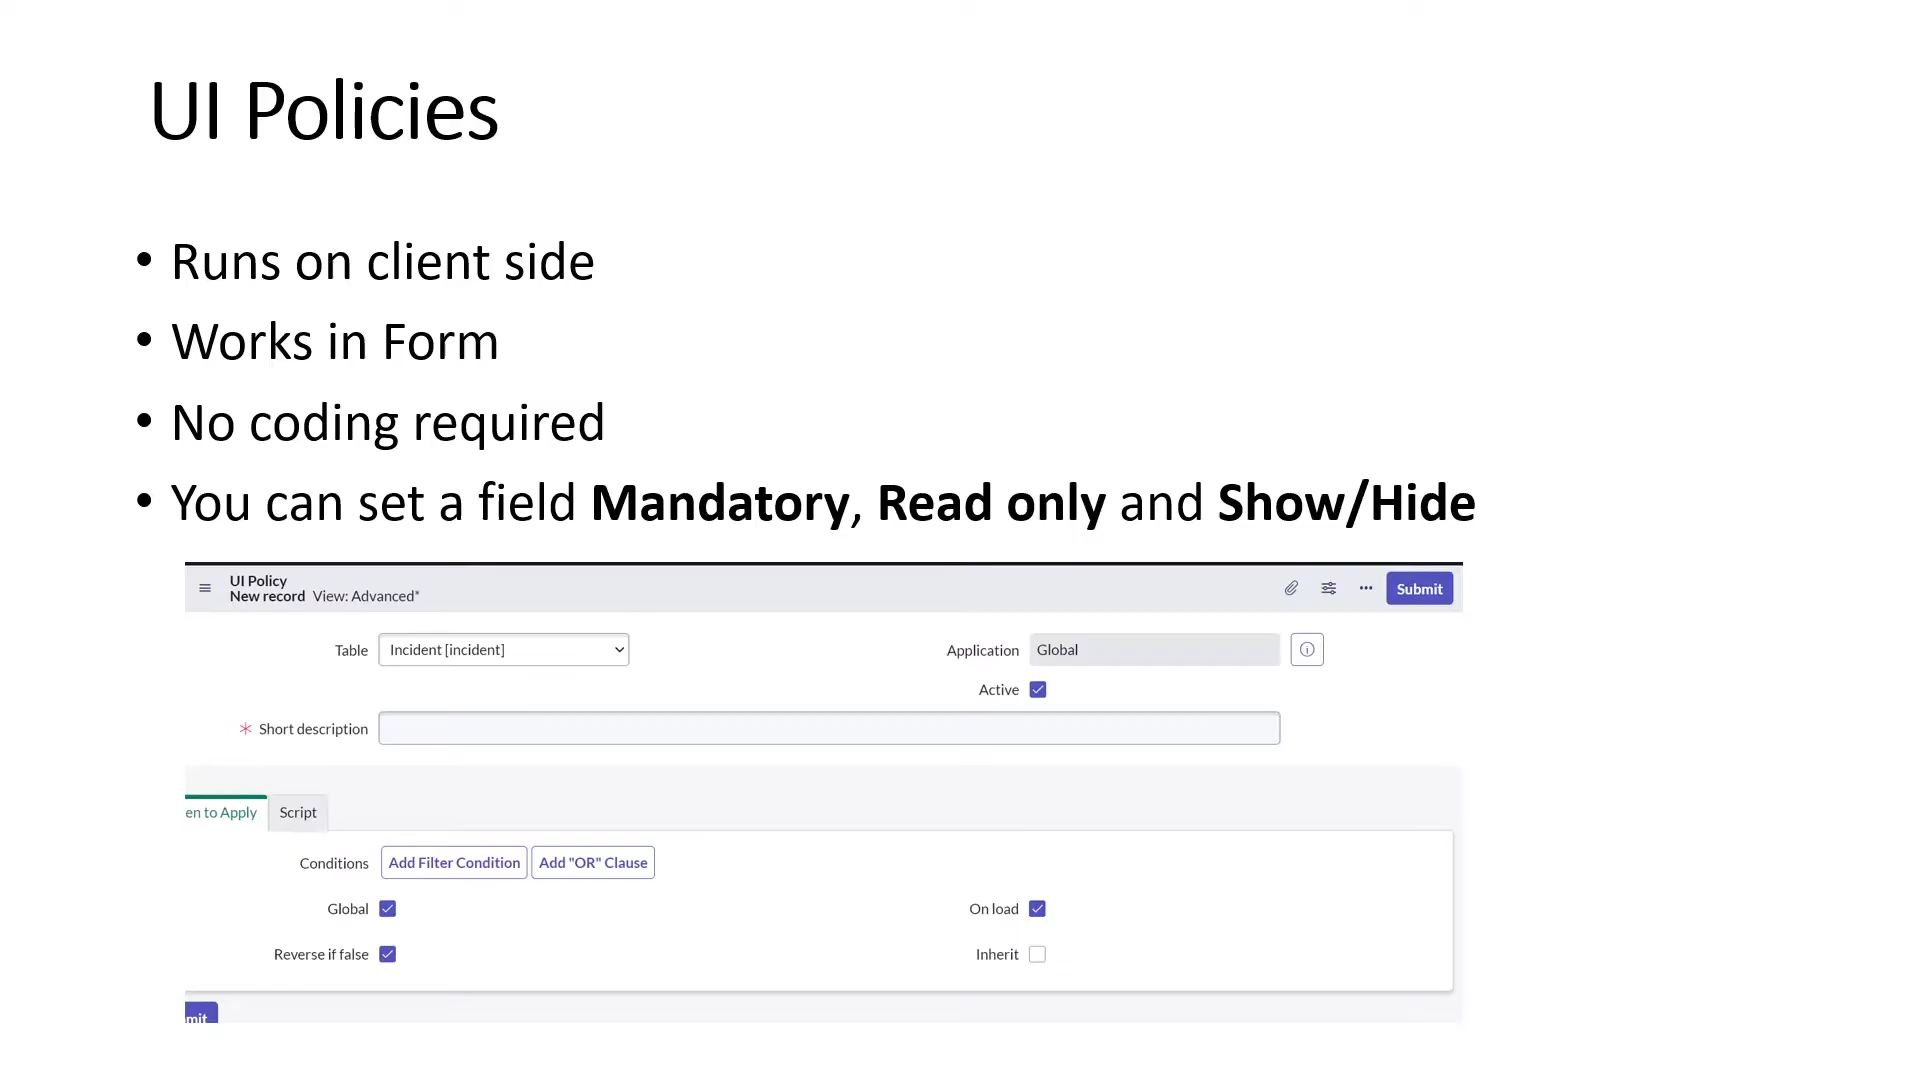 UI Policies
• Runs on client side
• Works in Form
• No coding required
• You can set a field Mandatory, Read only and Show/Hide
UI Policy
New record View: Advanced*
Submit
Table Incident [incident] Application Global
Active
* Short description
en to Apply Script
Conditions Add Filter Condition Add "OR" Clause
Global On load
Reverse if false Inherit
mit